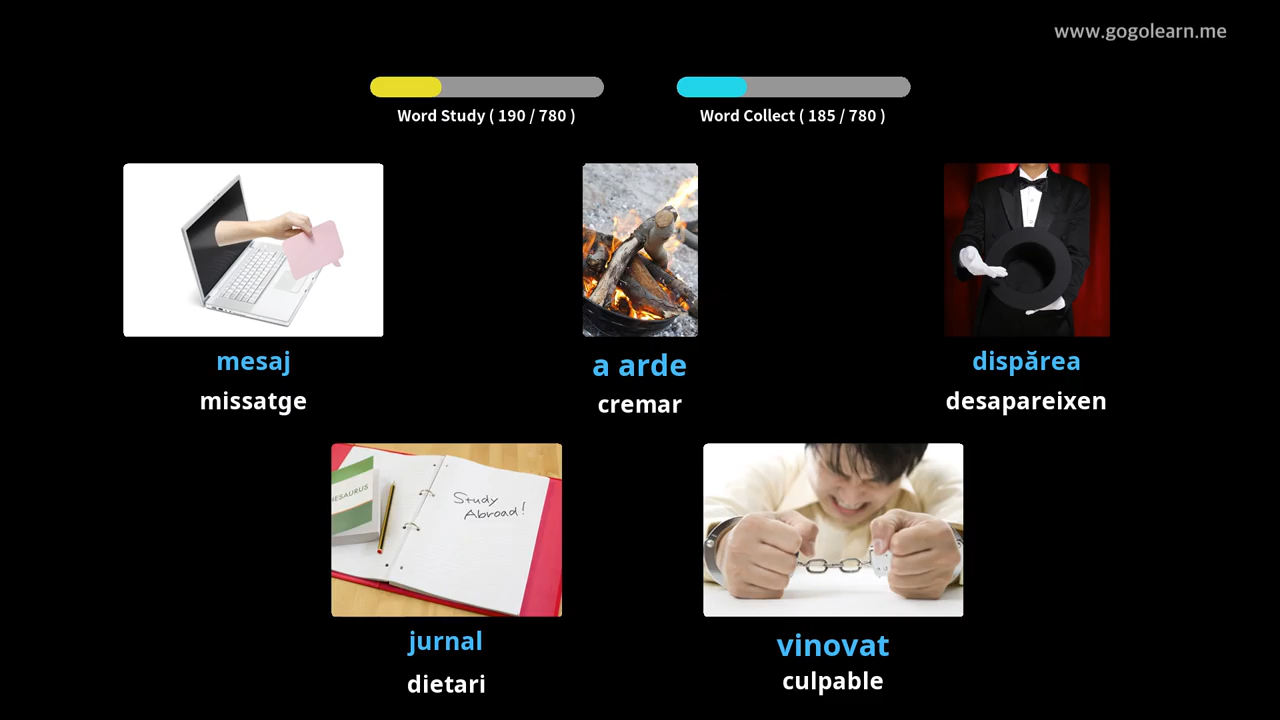 www.gogolearn.me
Word Study ( 190 / 780 )
Word Collect ( 185 / 780 )
mesaj
missatge
a arde
cremar
dispărea
desapareixen
HESAURUS
Study
Abroad!
jurnal
dietari
vinovat
culpable